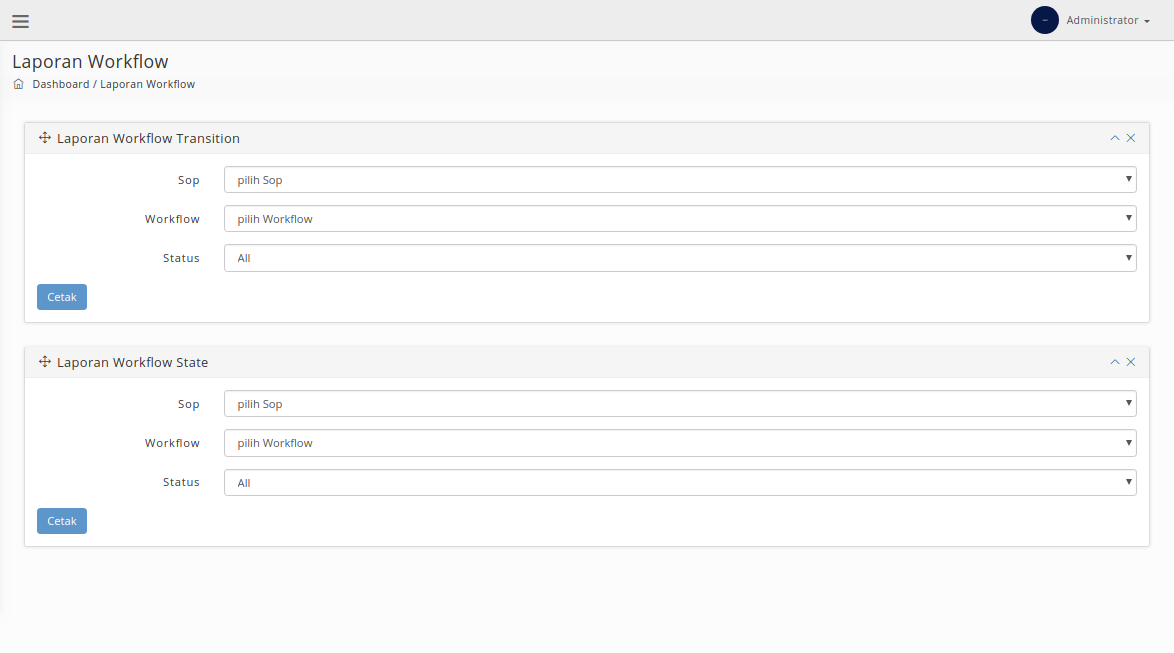 Administrator
Laporan Workflow
Dashboard / Laporan Workflow
Laporan Workflow Transition
Sop pilih Sop
Workflow pilih Workflow
Status All
Cetak
Laporan Workflow State
Sop pilih Sop
Workflow pilih Workflow
Status All
Cetak